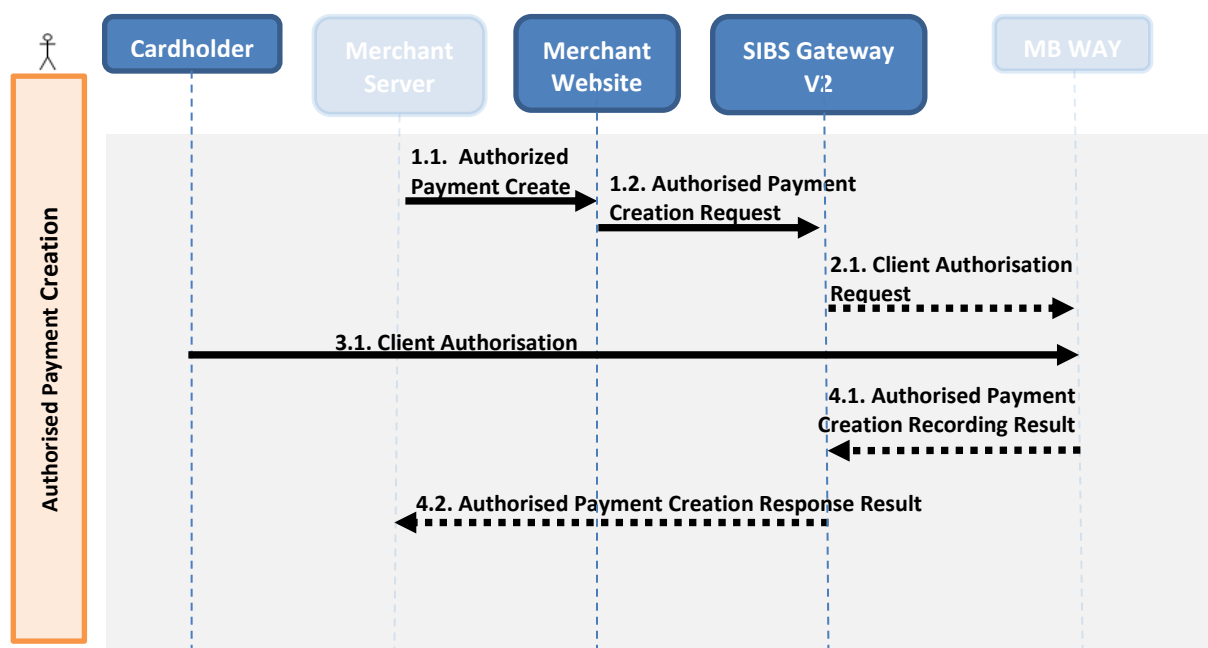 Cardholder
Merchant
Server
Merchant
Website
SIBS Gateway
V2
MB WAY
Authorised Payment Creation
1.1. Authorized
Payment Create
1.2. Authorised Payment
Creation Request
2.1. Client Authorisation
Request
3.1. Client Authorisation
4.1. Authorised Payment
Creation Recording Result
4.2. Authorised Payment Creation Response Result